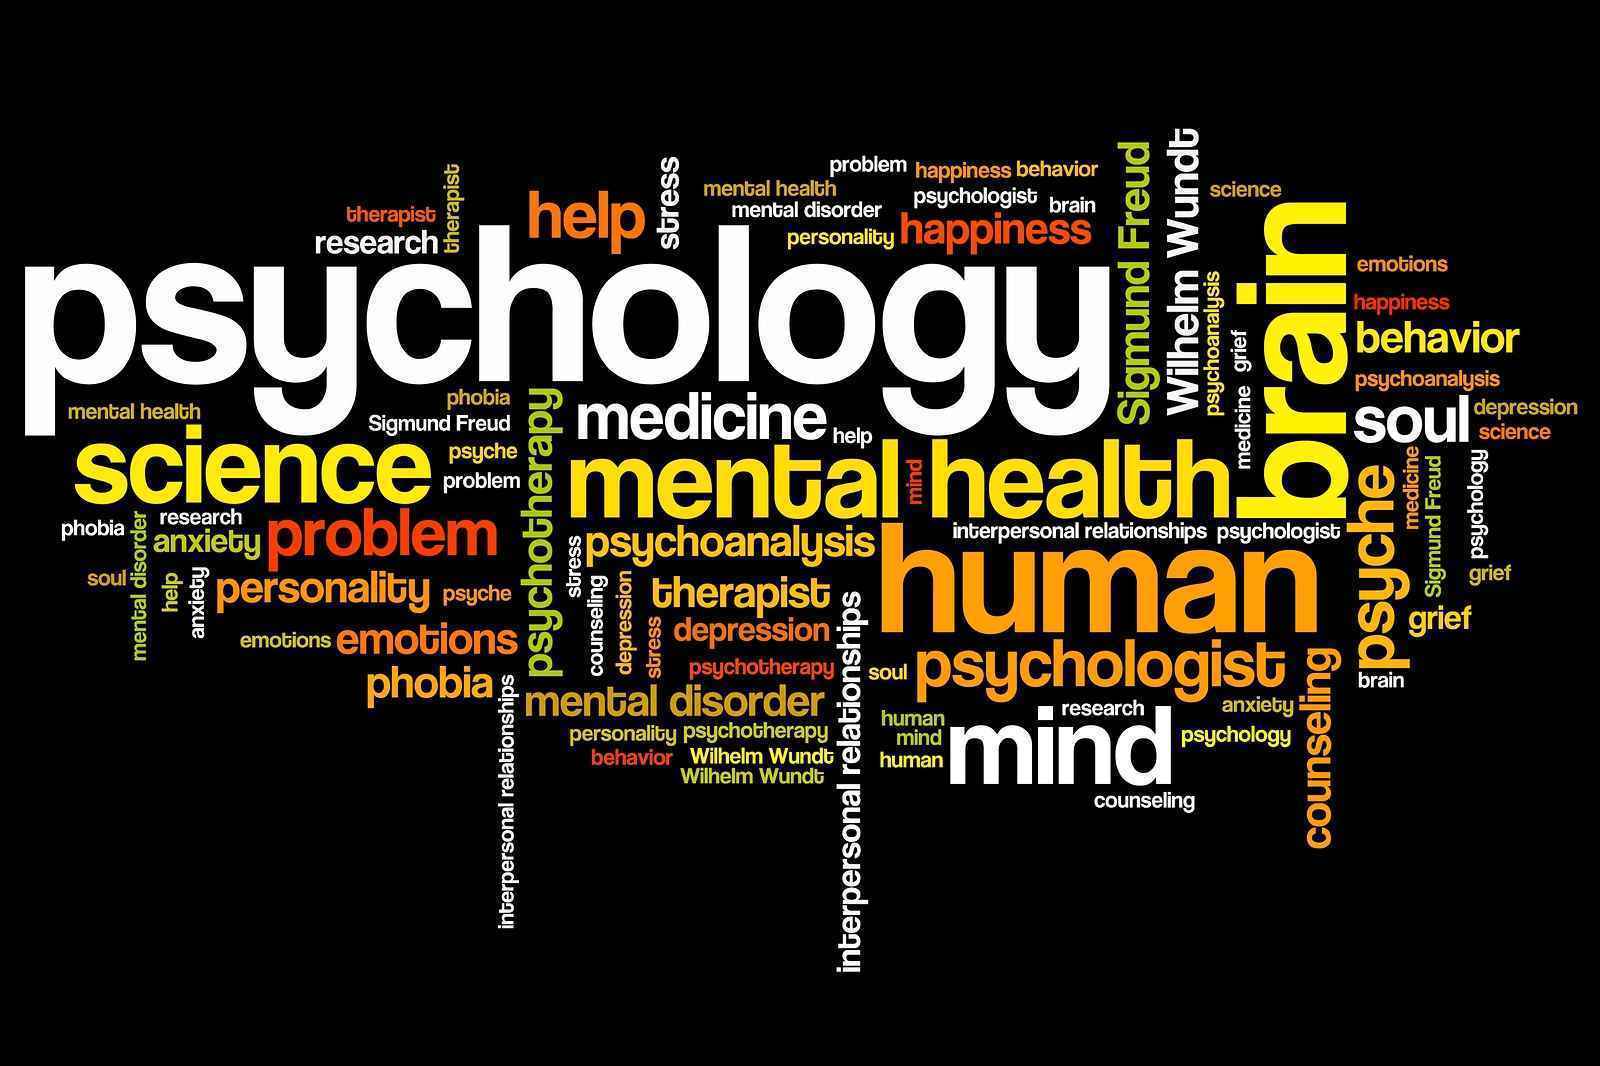 problem
happiness
behavior
mental health
psychologist
science
mental disorder
brain
therapist
therapist
research
help
stress
personality
happiness
Sigmund Freud
Wilhelm Wundt
psychoanalysis
grief
medicine
brain
emotions
happiness
behavior
psychoanalysis
psychology
phobia
mental health
Sigmund Freud
psychotherapy
medicine
help
soul
depression
science
science
psyche
problem
mental health
mind
medicine
Sigmund Freud
psychology
grief
psyche
grief
brain
phobia
research
mental disorder
anxiety
problem
psychoanalysis
interpersonal relationships
psychologist
human
soul
help
anxiety
personality
psyche
stress
counseling
depression
stress
therapist
depression
emotions
emotions
psychotherapy
interpersonal relationships
soul
psychologist
phobia
interpersonal relationships
mental disorder
personality
psychotherapy
behavior
Wilhelm Wundt
Wilhelm Wundt
human
mind
human
research
mind
anxiety
psychology
counseling
counseling